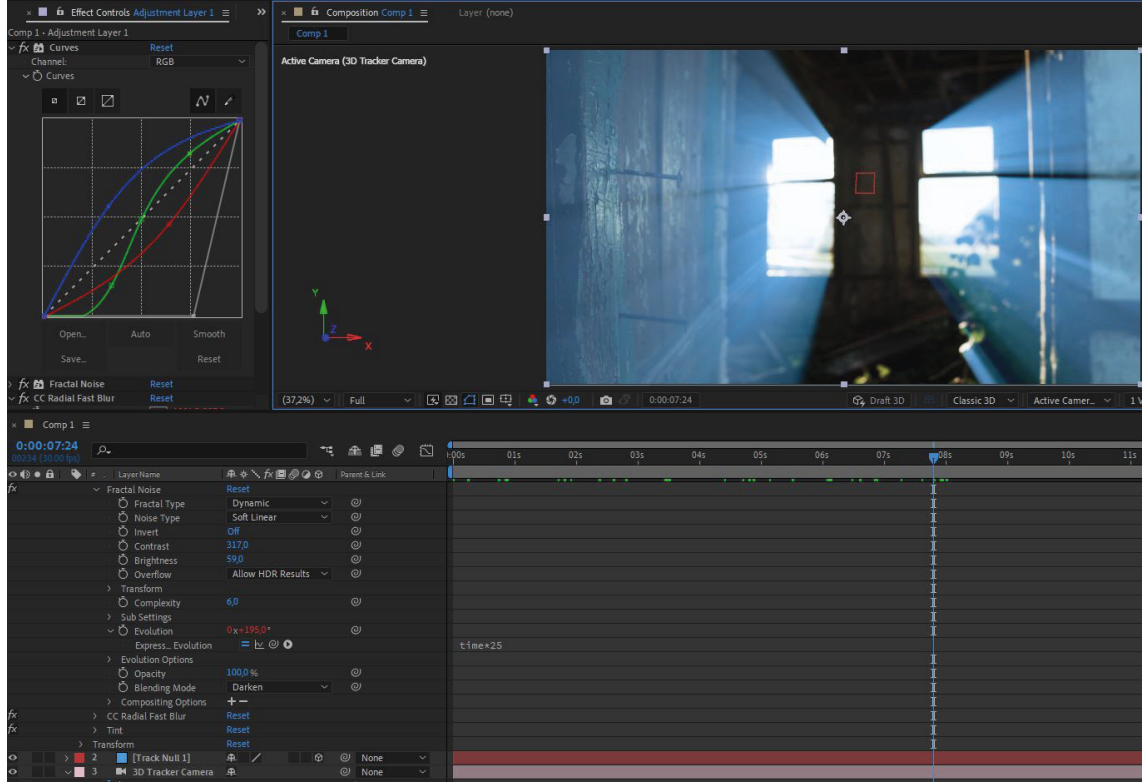 Effect Controls Adjustment Layer 1
Comp 1 • Adjustment Layer 1
fx Curves Reset
Channel: RGB
Curves
Open... Auto Smooth
Save... Reset
fx Fractal Noise Reset
fx CC Radial Fast Blur Reset
Composition Comp 1
Layer (none)
Comp 1
Active Camera (3D Tracker Camera)
Y
Z
X
(37,2%) Full +0,0 0:00:07:24 Draft 3D Classic 3D Active Camer... 1 V
Comp 1
0:00:07:24
00234 (30.00 fps)
# Layer Name Parent & Link
:00s 01s 02s 03s 04s 05s 06s 07s 08s 09s 10s 11s
fx Fractal Noise Reset
Fractal Type Dynamic
Noise Type Soft Linear
Invert Off
Contrast 317,0
Brightness 59,0
Overflow Allow HDR Results
Transform
Complexity 6,0
Sub Settings
Evolution 0x+195,0°
Express... Evolution time*25
Evolution Options
Opacity 100,0 %
Blending Mode Darken
Compositing Options + −
fx CC Radial Fast Blur Reset
fx Tint Reset
Transform Reset
2 [Track Null 1] None
3 3D Tracker Camera None